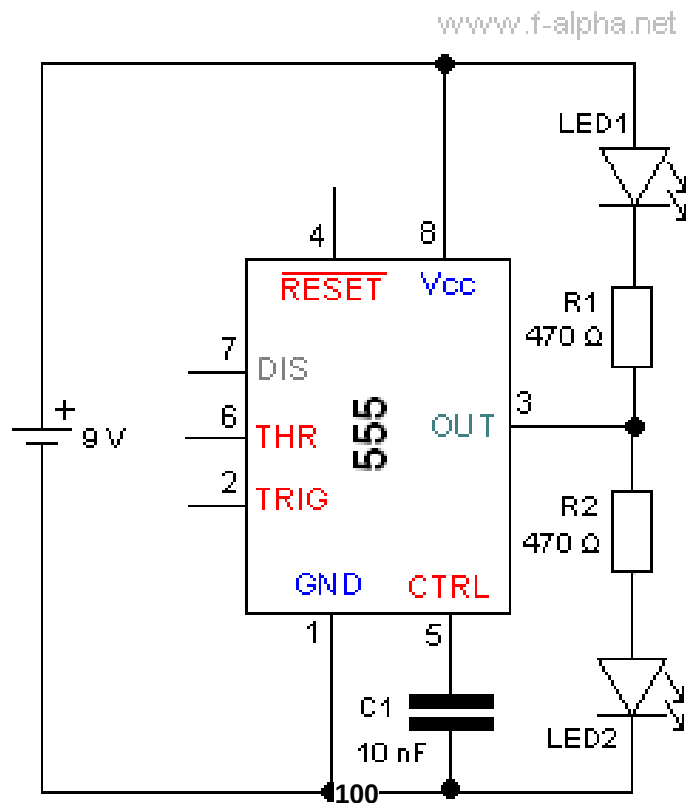 www.f-alpha.net
LED1
4
8
RESET
Vcc
R1
470 Ω
7
DIS
3
6
THR
555
OUT
+
9 V
2
TRIG
R2
470 Ω
GND
CTRL
1
5
C1
10 nF
LED2
100